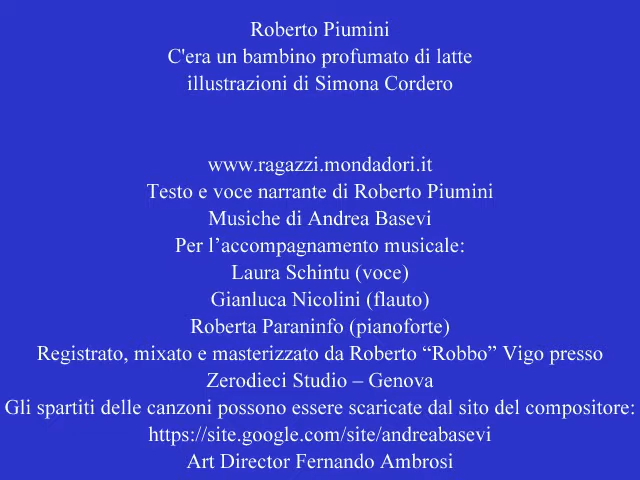 Roberto Piumini
C'era un bambino profumato di latte
illustrazioni di Simona Cordero
www.ragazzi.mondadori.it
Testo e voce narrante di Roberto Piumini
Musiche di Andrea Basevi
Per l’accompagnamento musicale:
Laura Schintu (voce)
Gianluca Nicolini (flauto)
Roberta Paraninfo (pianoforte)
Registrato, mixato e masterizzato da Roberto “Robbo” Vigo presso
Zerodieci Studio – Genova
Gli spartiti delle canzoni possono essere scaricate dal sito del compositore:
https://site.google.com/site/andreabasevi
Art Director Fernando Ambrosi